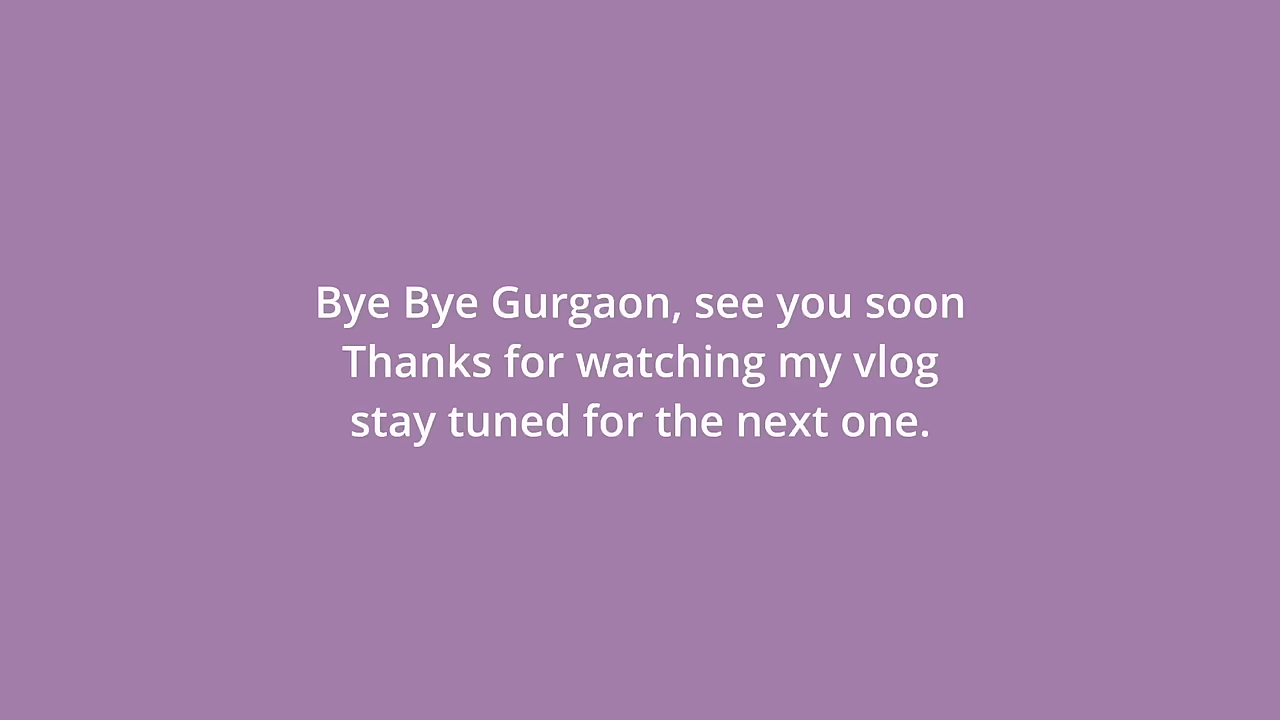 Bye Bye Gurgaon, see you soon
Thanks for watching my vlog
stay tuned for the next one.